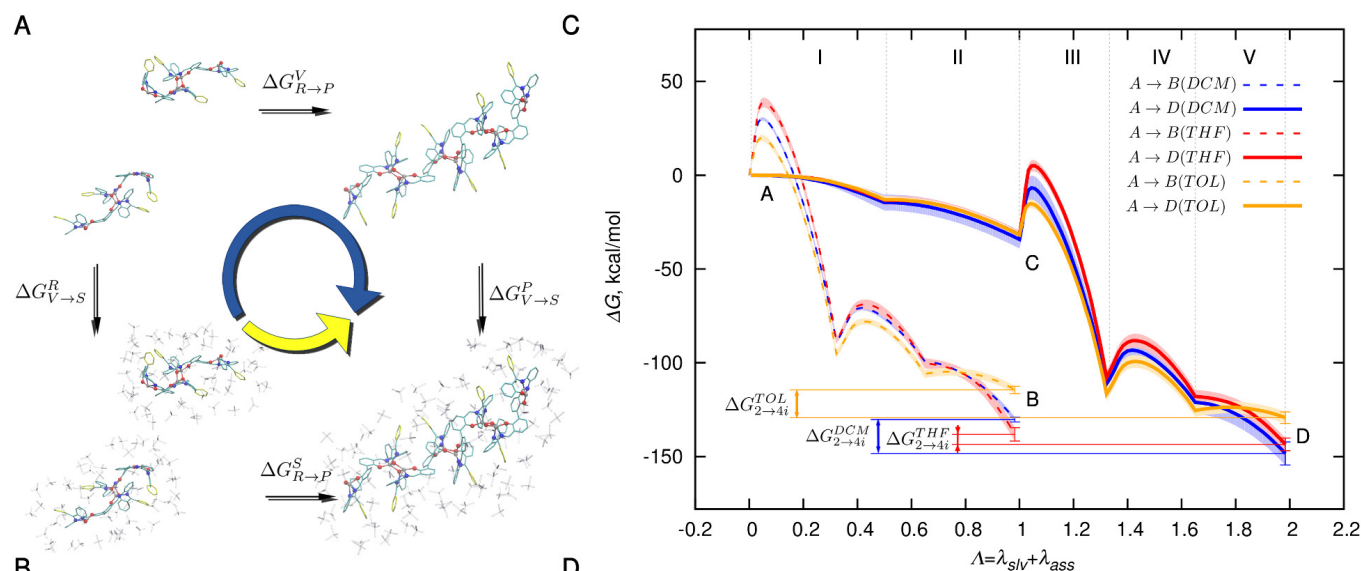 A
ΔG^V_{R→P}
ΔG^R_{V→S}
ΔG^P_{V→S}
ΔG^S_{R→P}
B
C
I II III IV V
A → B(DCM)
A → D(DCM)
A → B(THF)
A → D(THF)
A → B(TOL)
A → D(TOL)
50
0
-50
-100
-150
ΔG, kcal/mol
A
C
B
D
ΔG^{TOL}_{2→4i}
ΔG^{DCM}_{2→4i}
ΔG^{THF}_{2→4i}
-0.2 0 0.2 0.4 0.6 0.8 1 1.2 1.4 1.6 1.8 2 2.2
Λ=λ_{slv}+λ_{ass}
D